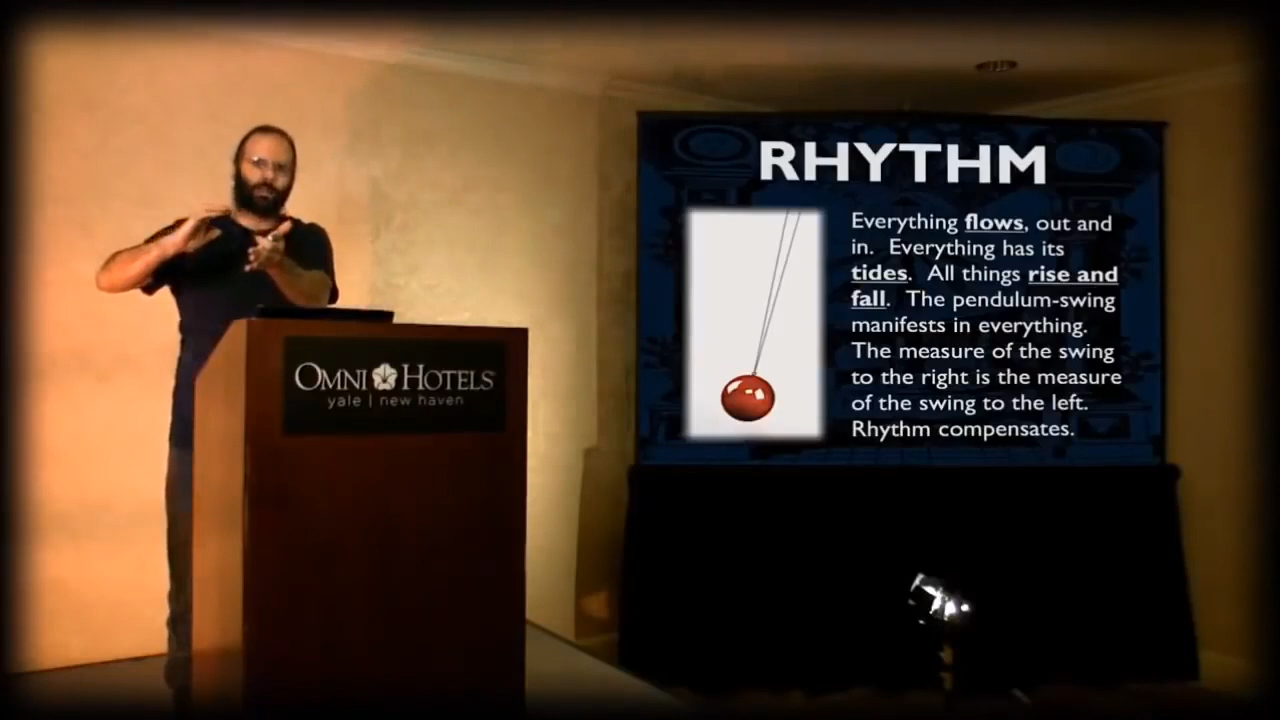 RHYTHM
Everything flows, out and
in. Everything has its
tides. All things rise and
fall. The pendulum-swing
manifests in everything.
The measure of the swing
to the right is the measure
of the swing to the left.
Rhythm compensates.
OMNI HOTELS
yale | new haven